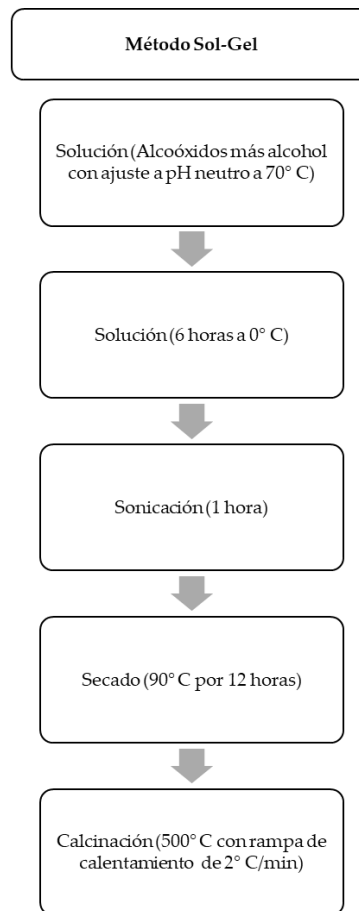 Método Sol-Gel
Solución (Alcoóxidos más alcohol
con ajuste a pH neutro a 70° C)
Solución (6 horas a 0° C)
Sonicación (1 hora)
Secado (90° C por 12 horas)
Calcinación (500° C con rampa de
calentamiento de 2° C/min)